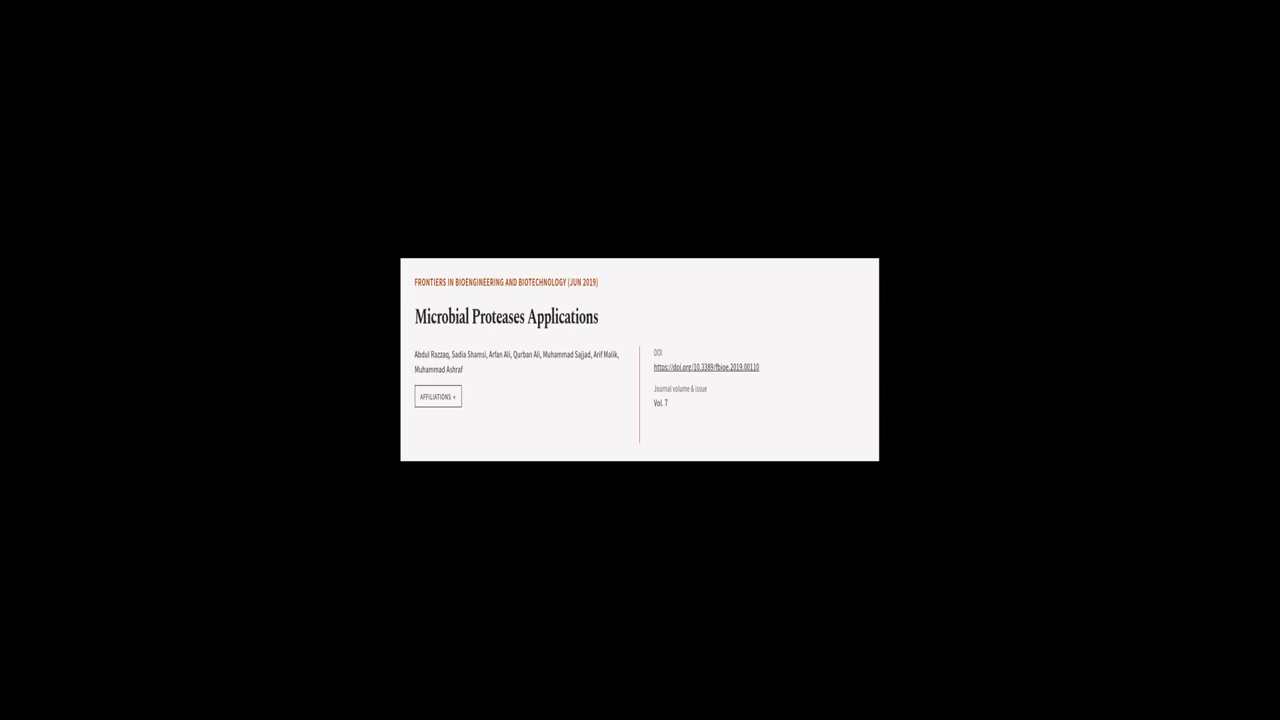 FRONTIERS IN BIOENGINEERING AND BIOTECHNOLOGY (JUN 2019)
Microbial Proteases Applications
Abdul Razzaq, Sadia Shamsi, Arfan Ali, Qurban Ali, Muhammad Sajjad, Arif Malik,
Muhammad Ashraf
AFFILIATIONS +
DOI
https://doi.org/10.3389/fbioe.2019.00110
Journal volume & issue
Vol. 7